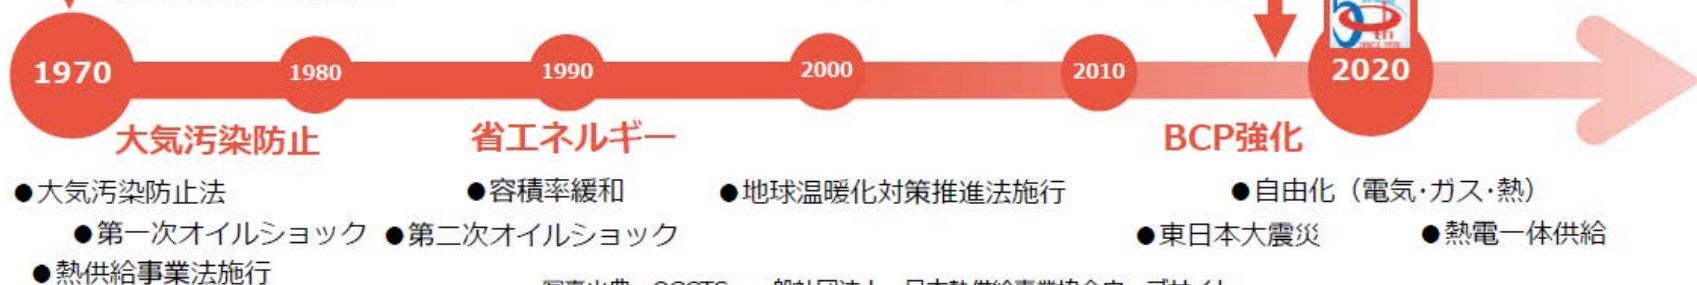 1970
1980
1990
2000
2010
2020
大気汚染防止
省エネルギー
BCP強化
●大気汚染防止法
●容積率緩和
●地球温暖化対策推進法施行
●自由化（電気･ガス･熱）
●第一次オイルショック
●第二次オイルショック
●東日本大震災
●熱電一体供給
●熱供給事業法施行